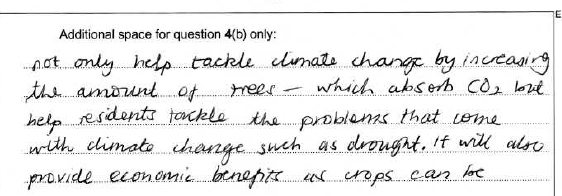 E
Additional space for question 4(b) only:
not only help tackle climate change by increasing
the amount of trees – which absorb CO2 but
help residents tackle the problems that come
with climate change such as drought. It will also
provide economic benefits as crops can be